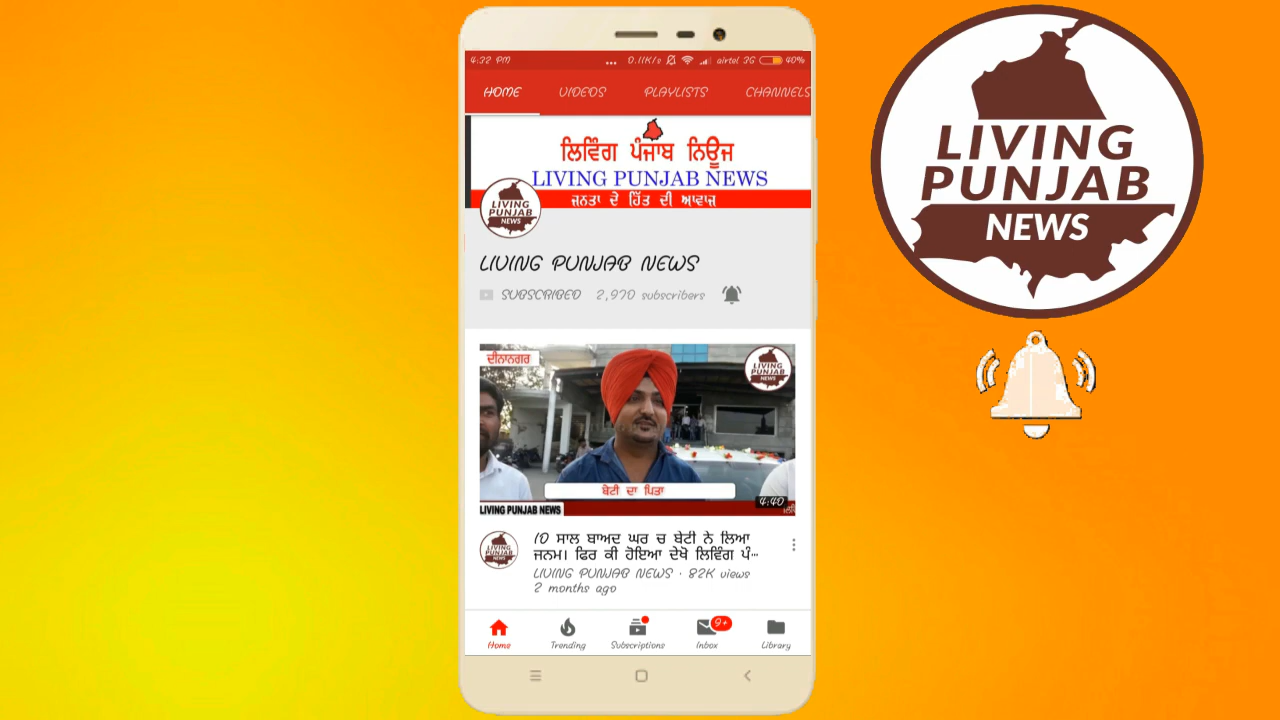 4:32 PM ... 0.11K/s airtel 3G 40%
HOME VIDEOS PLAYLISTS CHANNELS
ਲਿਵਿੰਗ ਪੰਜਾਬ ਨਿਊਜ਼
LIVING PUNJAB NEWS
ਜਨਤਾ ਦੇ ਹਿੱਤ ਦੀ ਆਵਾਜ਼
LIVING
PUNJAB
NEWS
LIVING PUNJAB NEWS
SUBSCRIBED 2,970 subscribers
ਦੀਨਾਨਗਰ
LIVING
PUNJAB
NEWS
ਬੇਟੀ ਦਾ ਪਿਤਾ
4:40
LIVING PUNJAB NEWS
LIVING
PUNJAB
NEWS
10 ਸਾਲ ਬਾਅਦ ਘਰ ਚ ਬੇਟੀ ਨੇ ਲਿਆ
ਜਨਮ। ਫਿਰ ਕੀ ਹੋਇਆ ਦੇਖੋ ਲਿਵਿੰਗ ਪੰ...
LIVING PUNJAB NEWS · 82K views
2 months ago
9+
Home Trending Subscriptions Inbox Library
LIVING
PUNJAB
NEWS